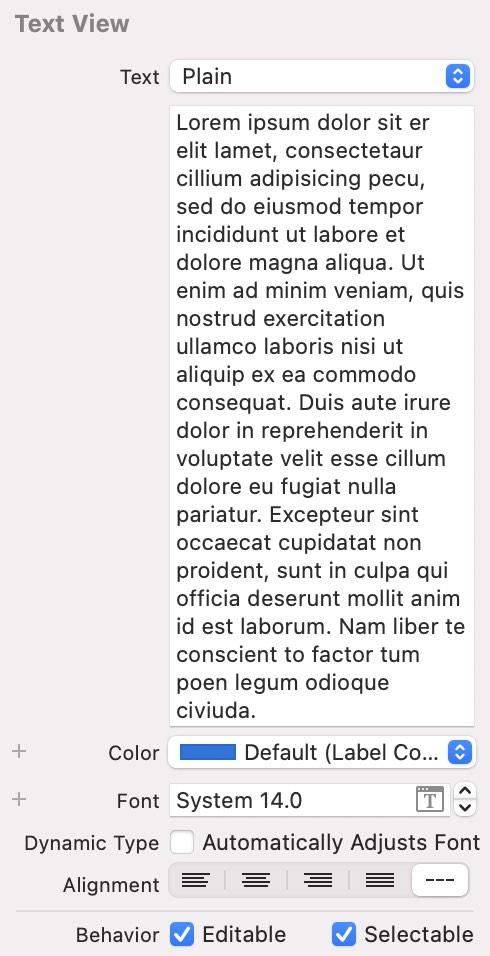 Text View
Text Plain
Lorem ipsum dolor sit er
elit lamet, consectetaur
cillium adipisicing pecu,
sed do eiusmod tempor
incididunt ut labore et
dolore magna aliqua. Ut
enim ad minim veniam, quis
nostrud exercitation
ullamco laboris nisi ut
aliquip ex ea commodo
consequat. Duis aute irure
dolor in reprehenderit in
voluptate velit esse cillum
dolore eu fugiat nulla
pariatur. Excepteur sint
occaecat cupidatat non
proident, sunt in culpa qui
officia deserunt mollit anim
id est laborum. Nam liber te
conscient to factor tum
poen legum odioque
civiuda.
+ Color Default (Label Co...
+ Font System 14.0 T
Dynamic Type Automatically Adjusts Font
Alignment ---
Behavior Editable Selectable